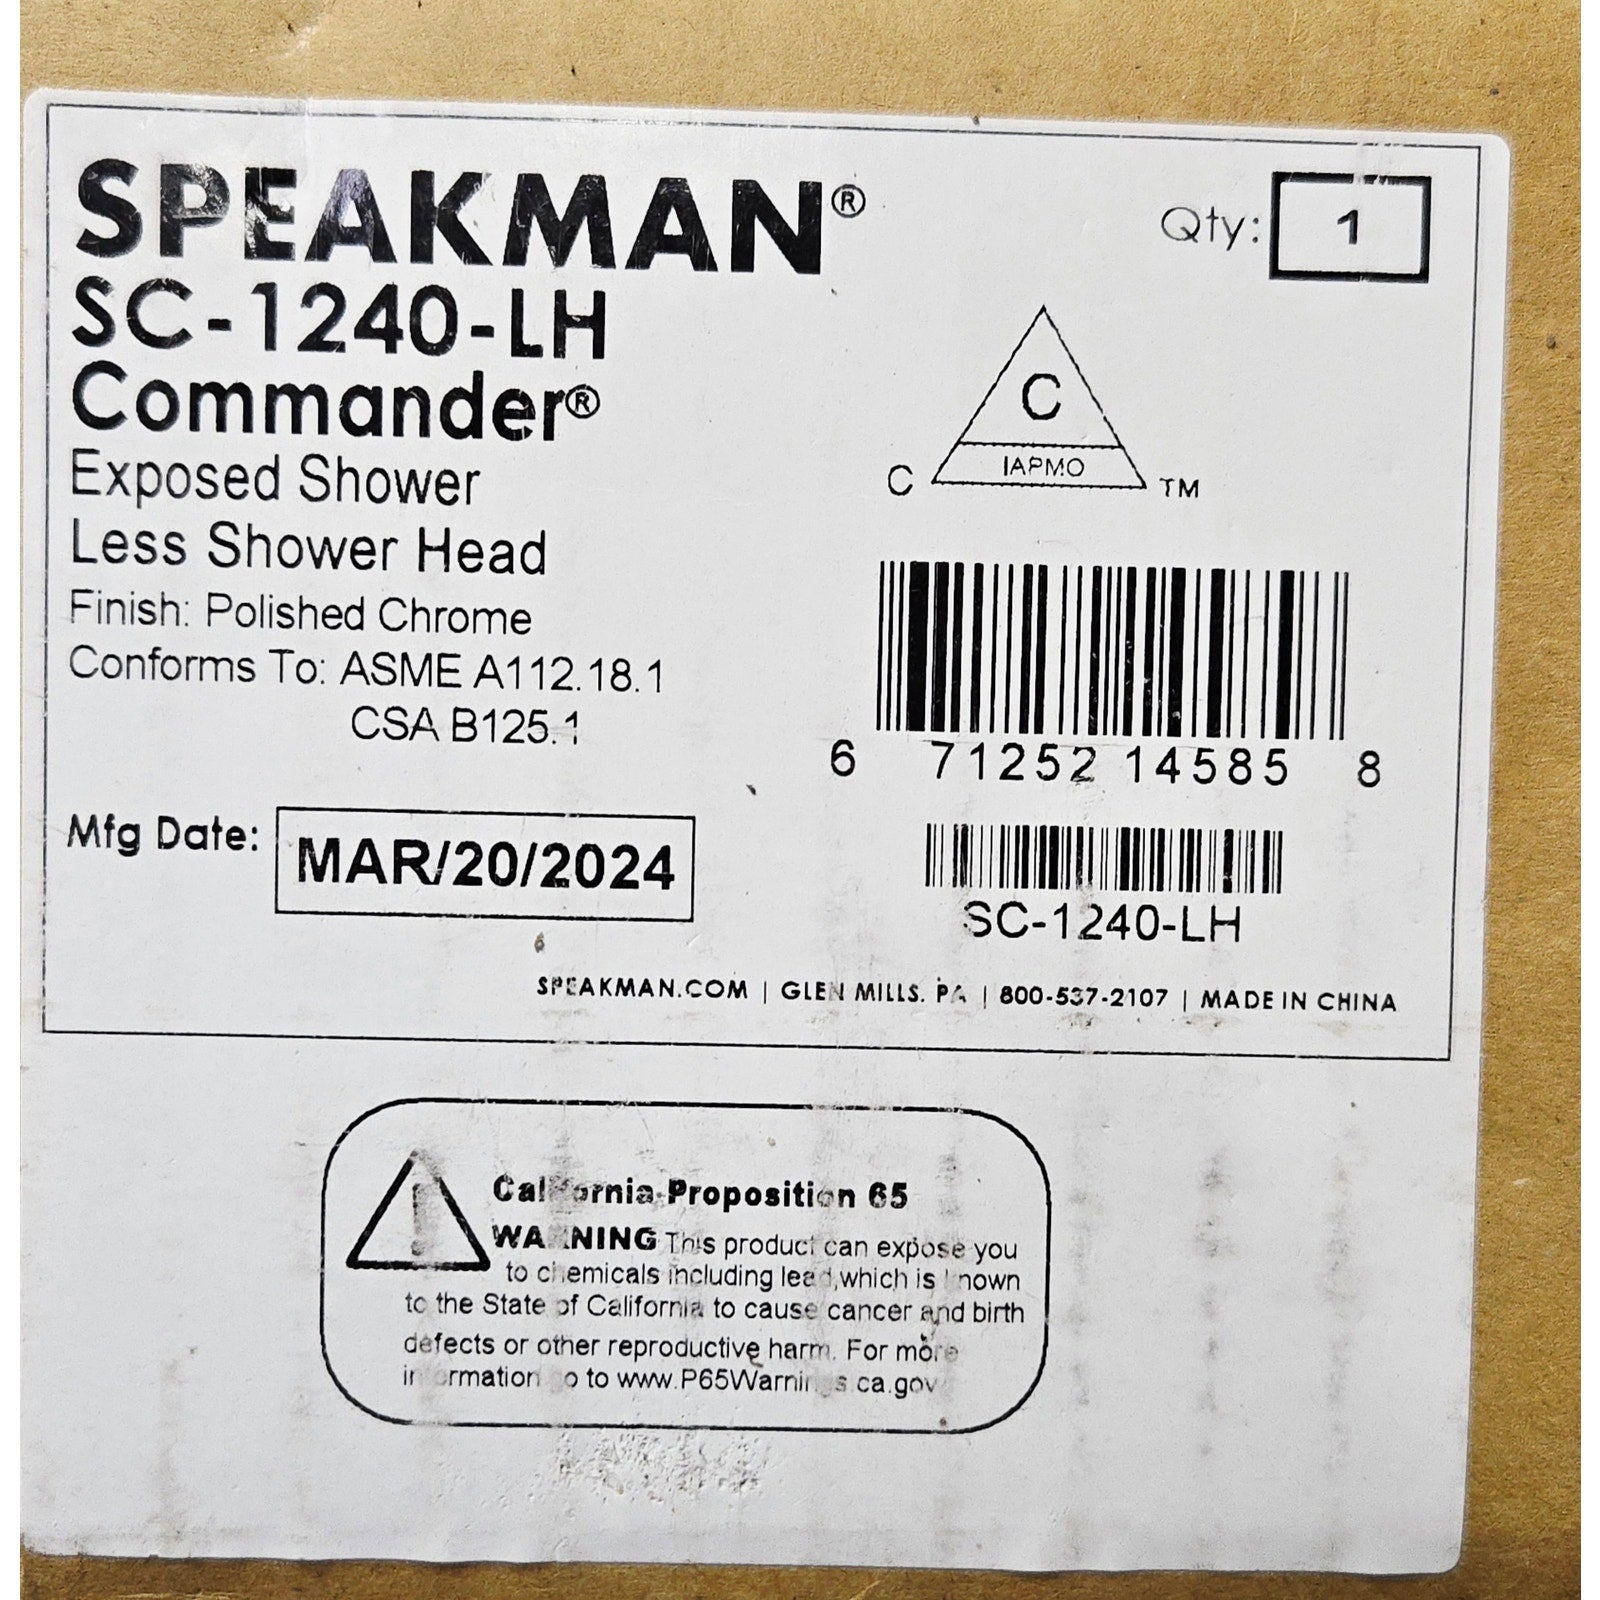 SPEAKMAN®
Qty: 1
SC-1240-LH
Commander®
Exposed Shower
Less Shower Head
Finish: Polished Chrome
Conforms To: ASME A112.18.1
CSA B125.1
C
IAPMO
C
TM
6 71252 14585 8
Mfg Date: MAR/20/2024
SC-1240-LH
SPEAKMAN.COM | GLEN MILLS, PA | 800-537-2107 | MADE IN CHINA
California Proposition 65
WARNING This product can expose you
to chemicals including lead,which is known
to the State of California to cause cancer and birth
defects or other reproductive harm. For more
information go to www.P65Warnings.ca.gov